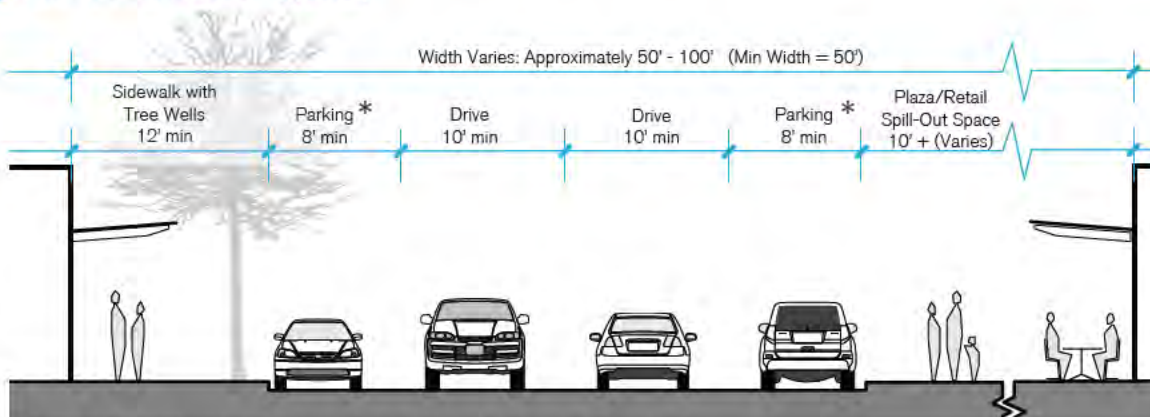 Width Varies: Approximately 50' - 100' (Min Width = 50')
Sidewalk with
Tree Wells
12' min
Parking *
8' min
Drive
10' min
Drive
10' min
Parking *
8' min
Plaza/Retail
Spill-Out Space
10' + (Varies)